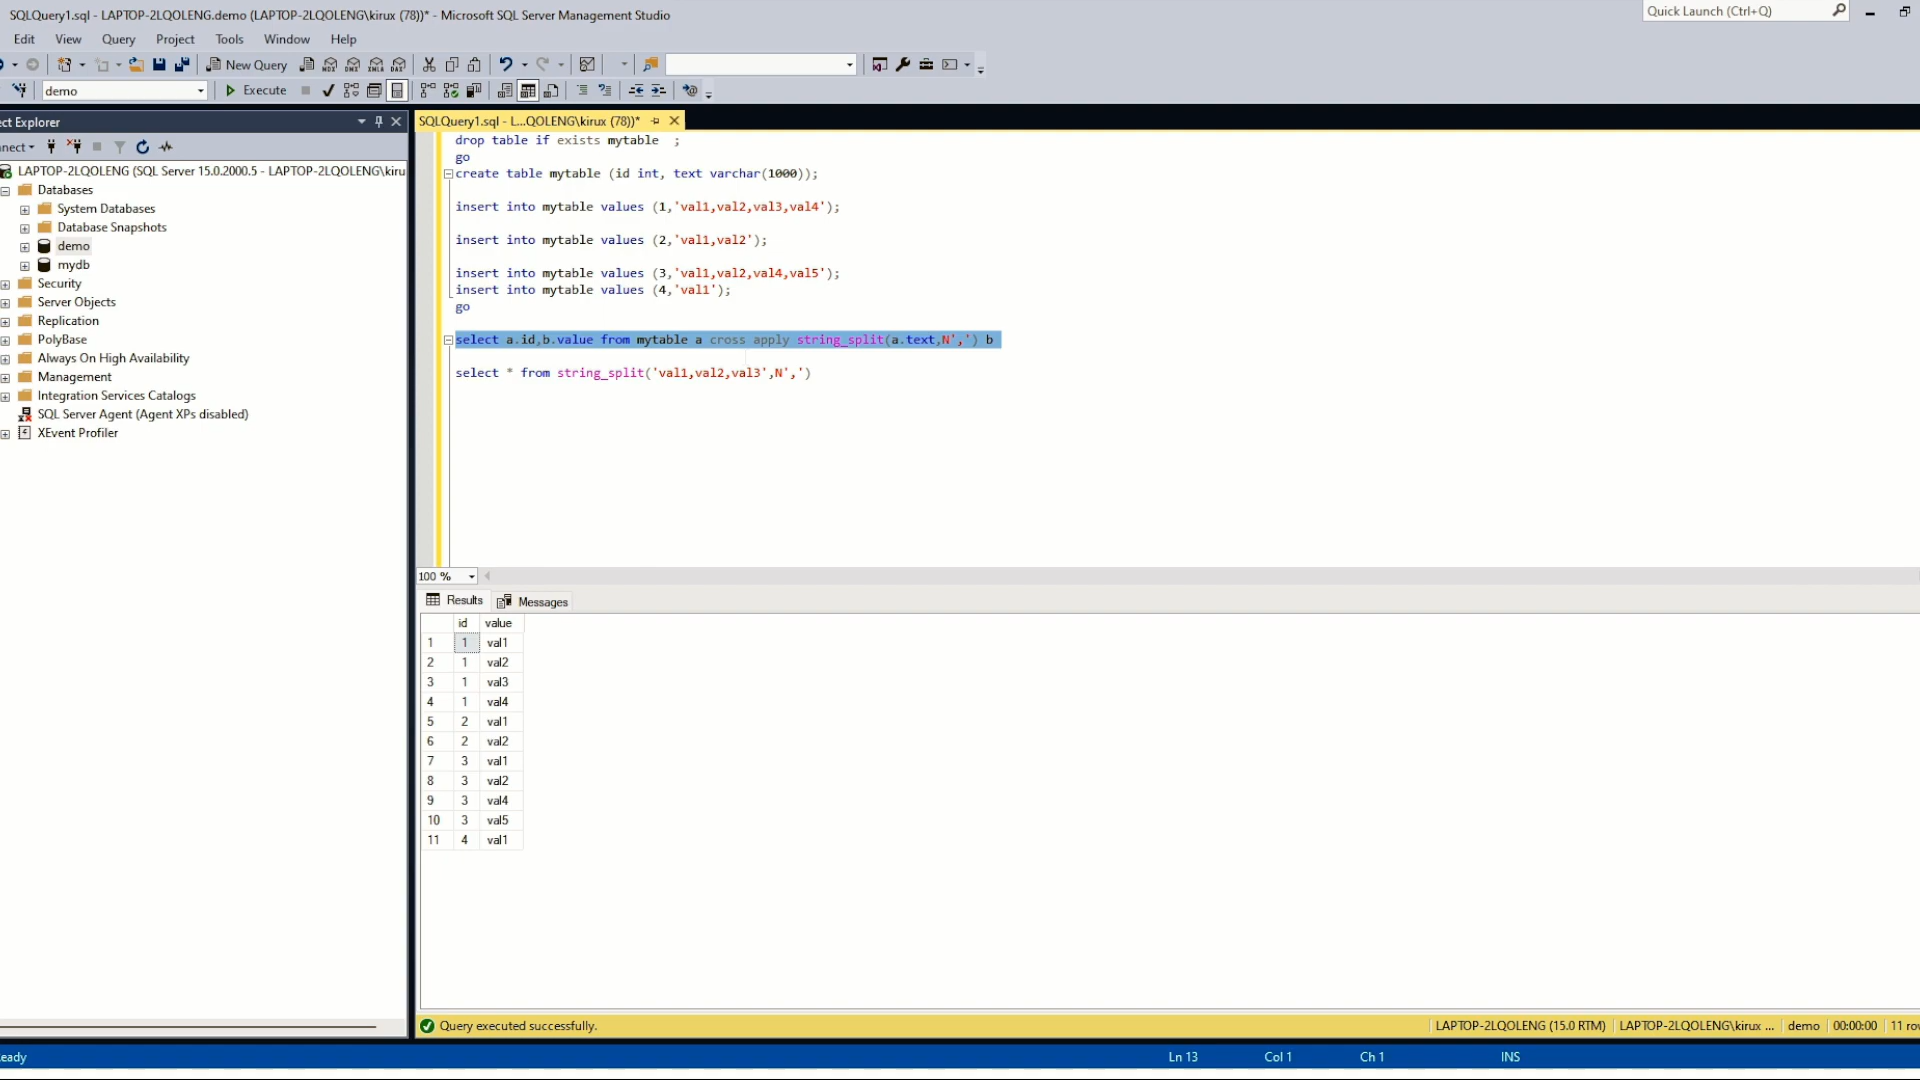 SQLQuery1.sql - LAPTOP-2LQOLENG.demo (LAPTOP-2LQOLENG\kirux (78))* - Microsoft SQL Server Management Studio
Quick Launch (Ctrl+Q)
Edit View Query Project Tools Window Help
New Query
demo Execute
ct Explorer
SQLQuery1.sql - L...QOLENG\kirux (78))*
nect
LAPTOP-2LQOLENG (SQL Server 15.0.2000.5 - LAPTOP-2LQOLENG\kiru
Databases
System Databases
Database Snapshots
demo
mydb
Security
Server Objects
Replication
PolyBase
Always On High Availability
Management
Integration Services Catalogs
SQL Server Agent (Agent XPs disabled)
XEvent Profiler
drop table if exists mytable  ;
go
create table mytable (id int, text varchar(1000));
insert into mytable values (1,'val1,val2,val3,val4');
insert into mytable values (2,'val1,val2');
insert into mytable values (3,'val1,val2,val4,val5');
insert into mytable values (4,'val1');
go
select a.id,b.value from mytable a cross apply string_split(a.text,N',') b
select * from string_split('val1,val2,val3',N',')
100 %
Results Messages
id value
1 1 val1
2 1 val2
3 1 val3
4 1 val4
5 2 val1
6 2 val2
7 3 val1
8 3 val2
9 3 val4
10 3 val5
11 4 val1
Query executed successfully.
LAPTOP-2LQOLENG (15.0 RTM) LAPTOP-2LQOLENG\kirux ... demo 00:00:00 11 ro
eady
Ln 13 Col 1 Ch 1 INS